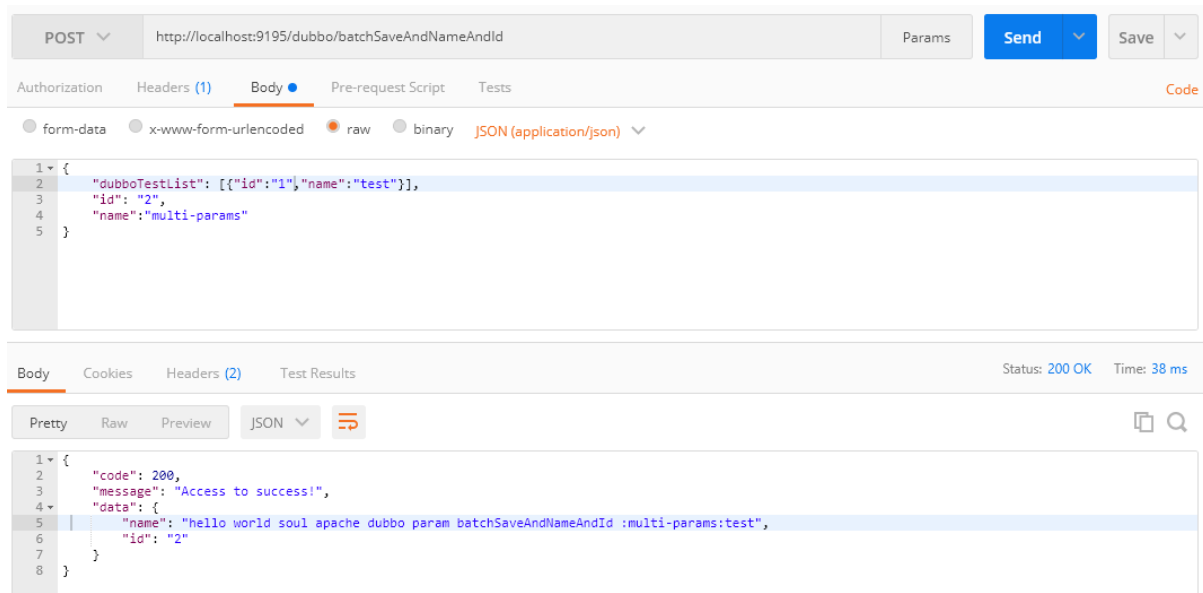 POST http://localhost:9195/dubbo/batchSaveAndNameAndId Params Send Save
Authorization Headers (1) Body Pre-request Script Tests Code
form-data x-www-form-urlencoded raw binary JSON (application/json)
1 {
2 "dubboTestList": [{"id":"1","name":"test"}],
3 "id": "2",
4 "name":"multi-params"
5 }
Body Cookies Headers (2) Test Results Status: 200 OK Time: 38 ms
Pretty Raw Preview JSON
1 {
2 "code": 200,
3 "message": "Access to success!",
4 "data": {
5 "name": "hello world soul apache dubbo param batchSaveAndNameAndId :multi-params:test",
6 "id": "2"
7 }
8 }